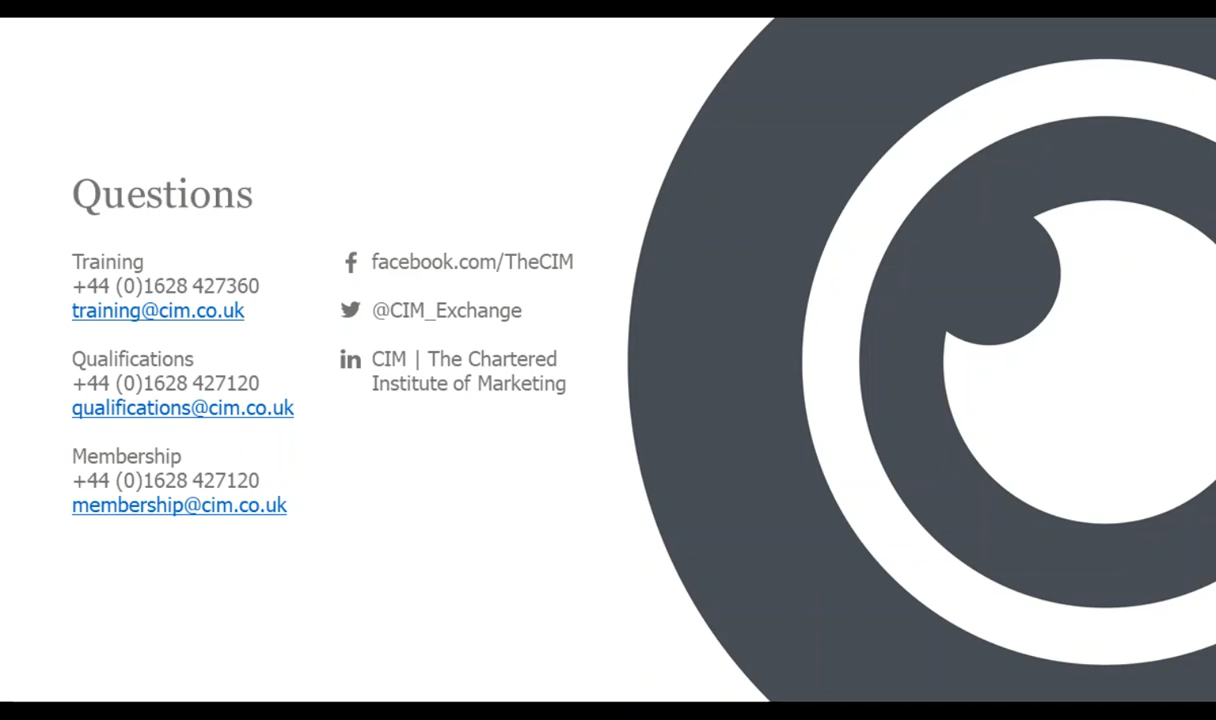 Questions
Training
+44 (0)1628 427360
training@cim.co.uk
Qualifications
+44 (0)1628 427120
qualifications@cim.co.uk
Membership
+44 (0)1628 427120
membership@cim.co.uk
facebook.com/TheCIM
@CIM_Exchange
CIM | The Chartered
Institute of Marketing